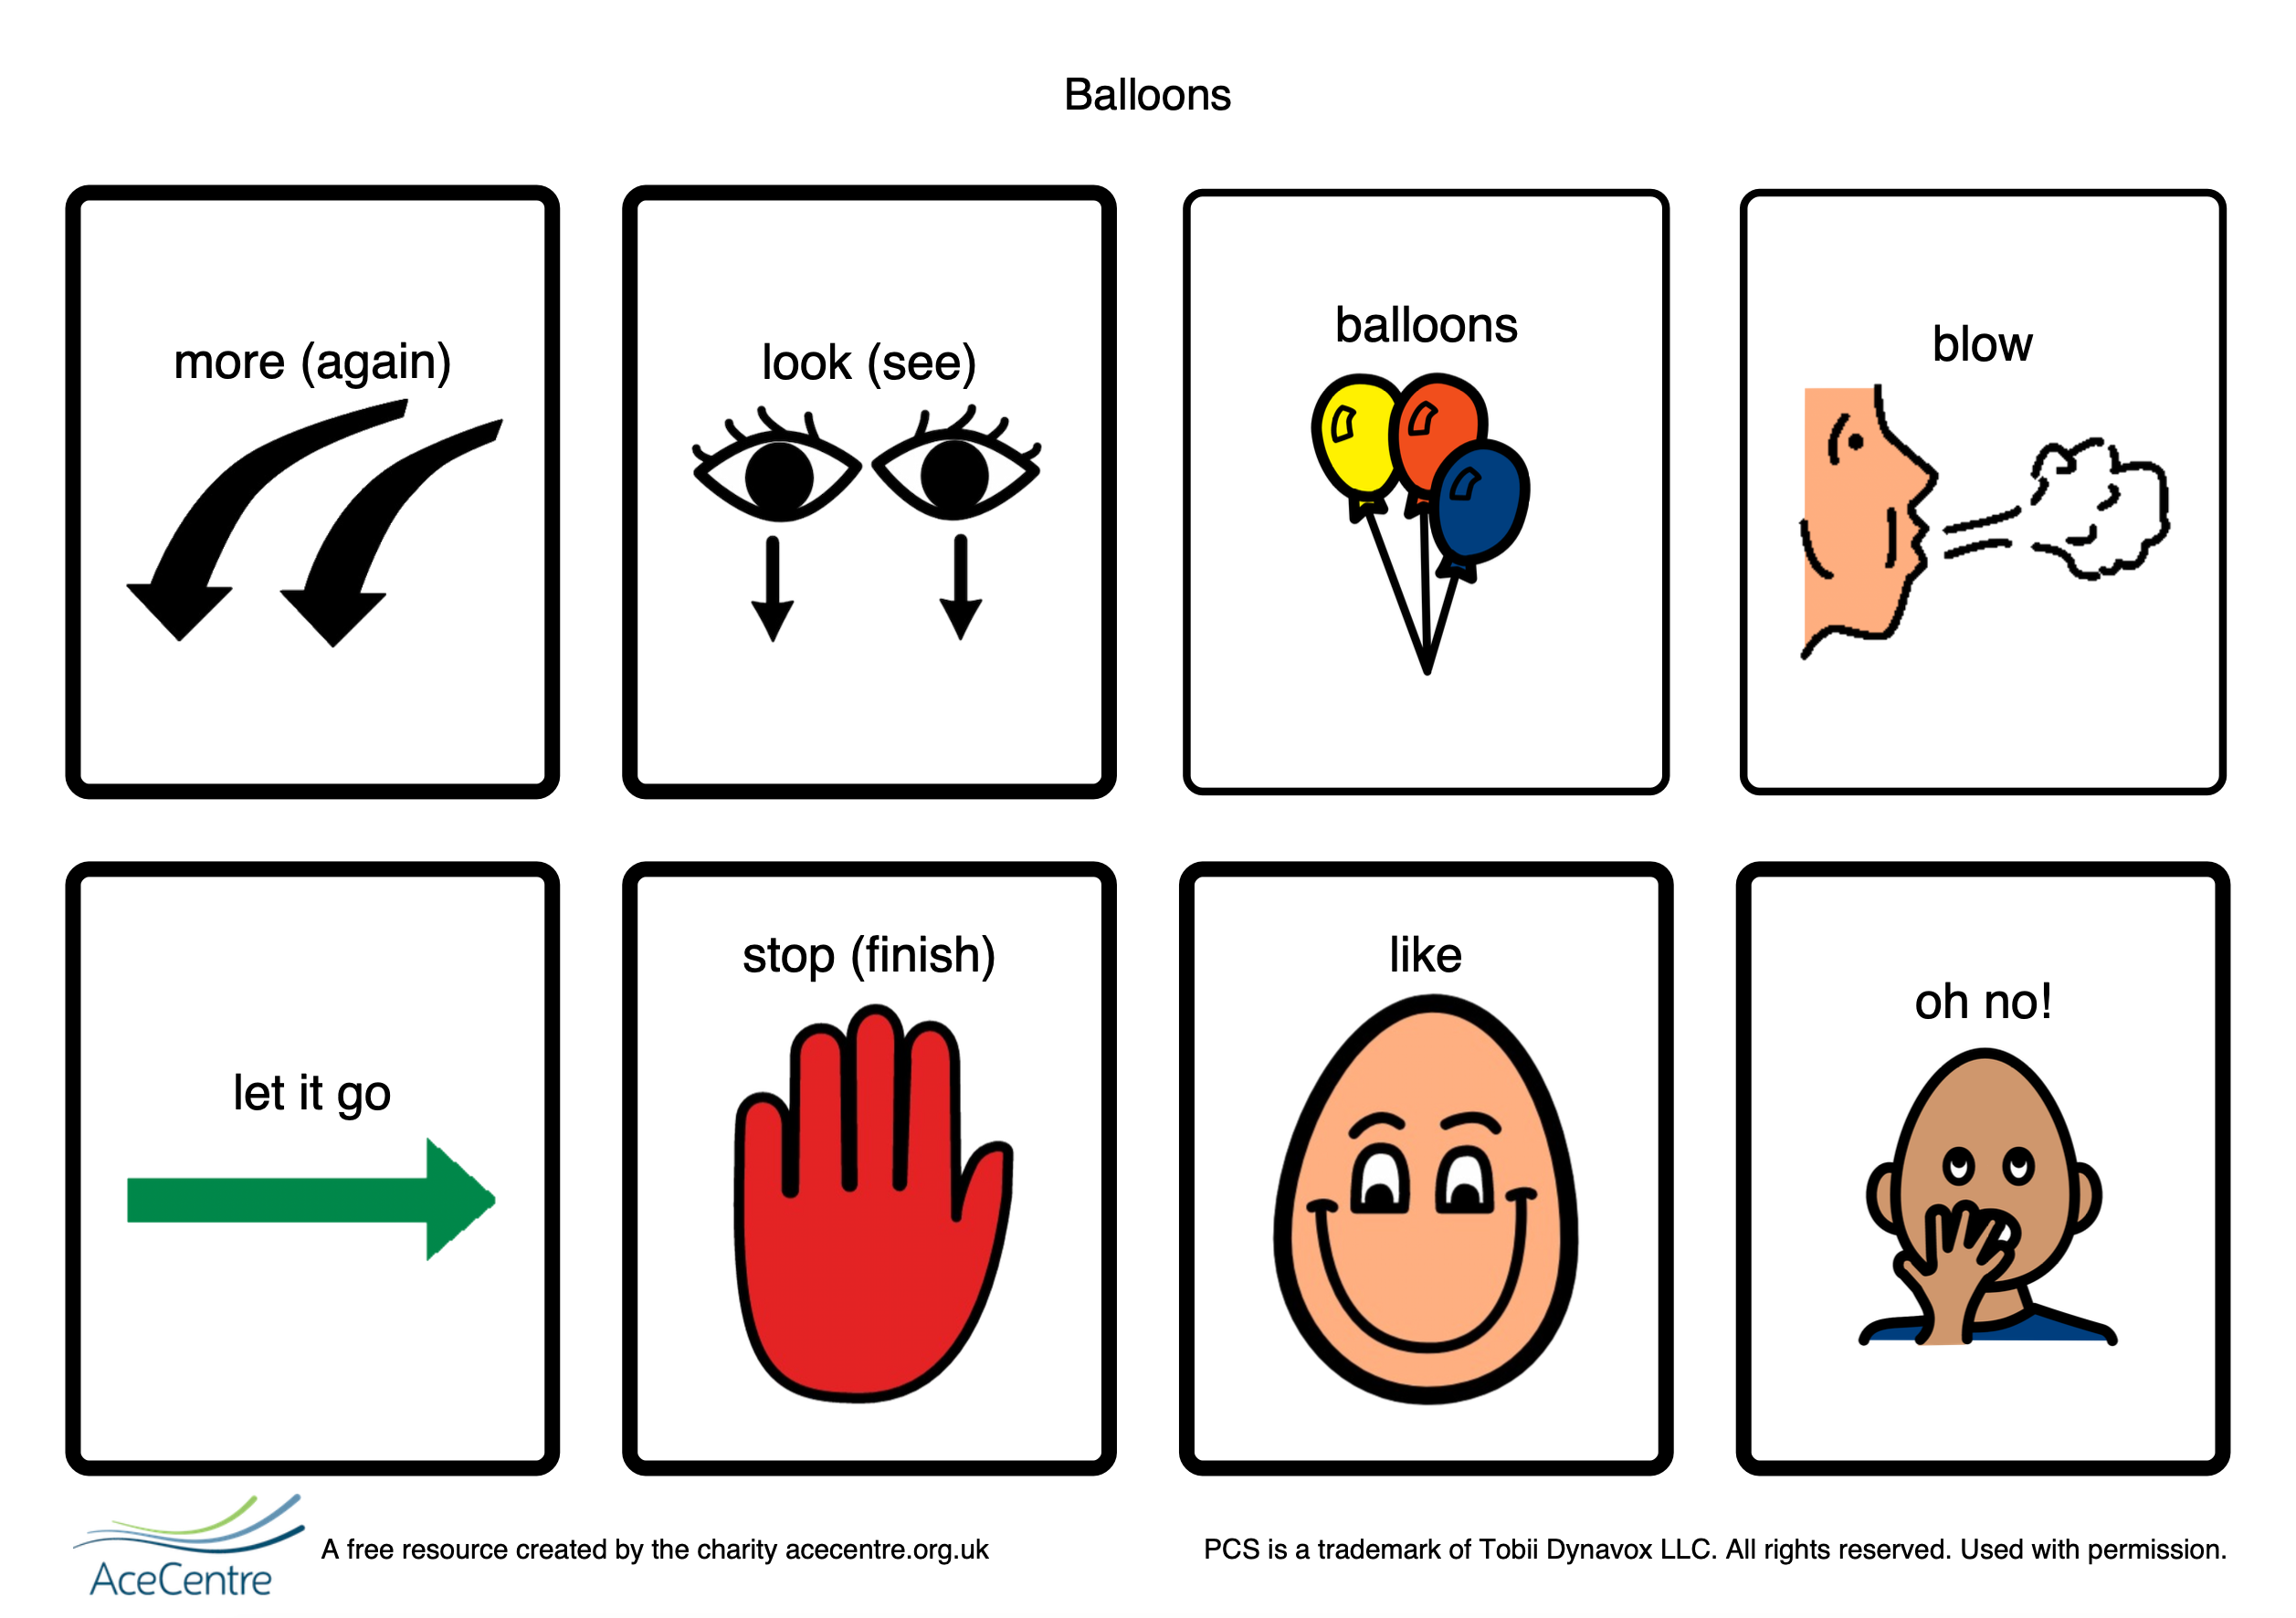 Balloons
more (again)
look (see)
balloons
blow
let it go
stop (finish)
like
oh no!
AceCentre
A free resource created by the charity acecentre.org.uk
PCS is a trademark of Tobii Dynavox LLC. All rights reserved. Used with permission.